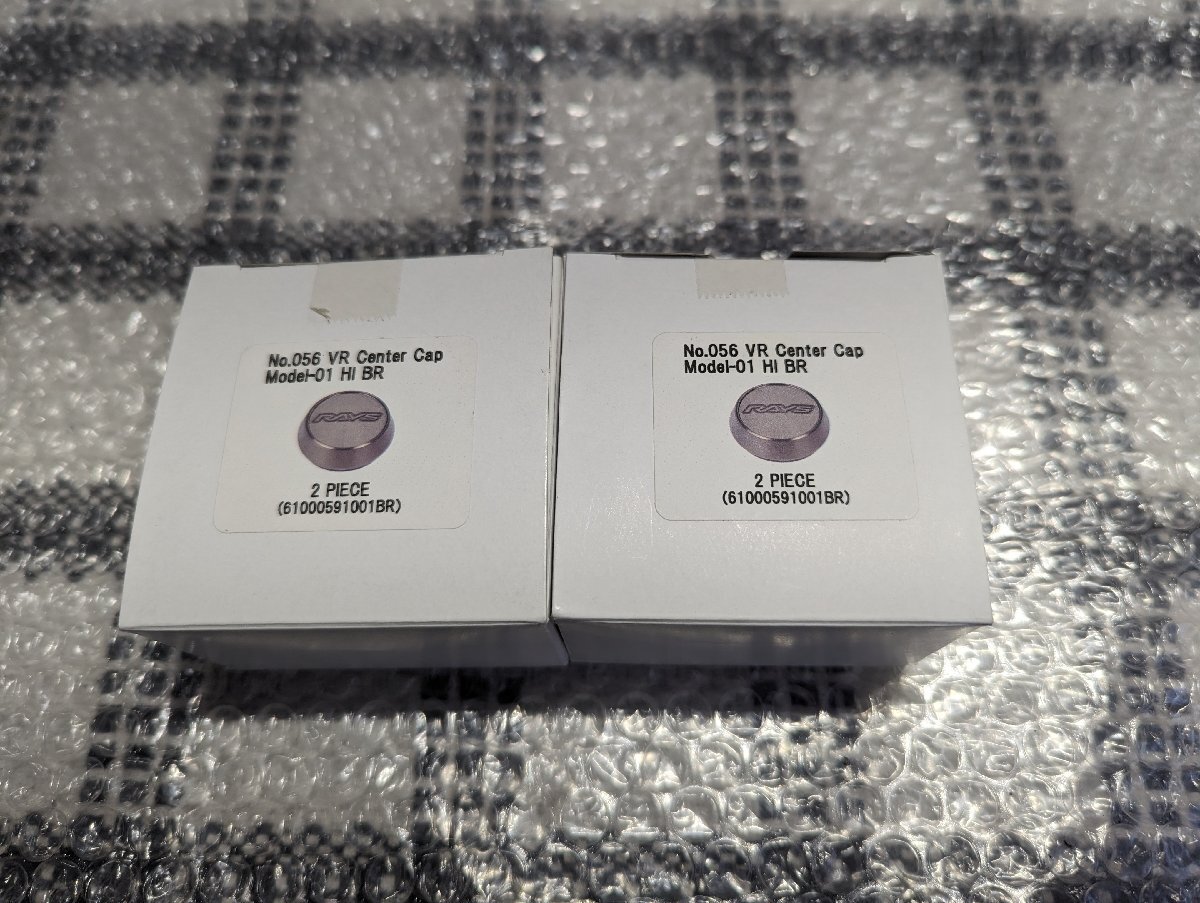 No.056 VR Center Cap
Model-01 HI BR
RAYS
2 PIECE
(61000591001BR)
No.056 VR Center Cap
Model-01 HI BR
RAYS
2 PIECE
(61000591001BR)